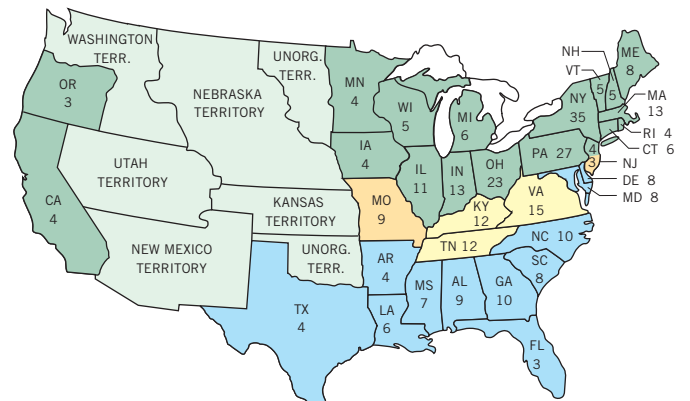 WASHINGTON
TERR.
OR
3
UNORG.
TERR.
NEBRASKA
TERRITORY
MN
4
WI
5
MI
6
IA
4
UTAH
TERRITORY
CA
4
KANSAS
TERRITORY
NEW MEXICO
TERRITORY
UNORG.
TERR.
TX
4
MO
9
AR
4
LA
6
IL
11
IN
13
OH
23
KY
12
TN 12
MS
7
AL
9
GA
10
FL
3
SC
8
NC 10
VA
15
PA 27
NY
35
4
3
VT
5
NH
5
ME
8
MA
13
RI 4
CT 6
NJ
DE 8
MD 8